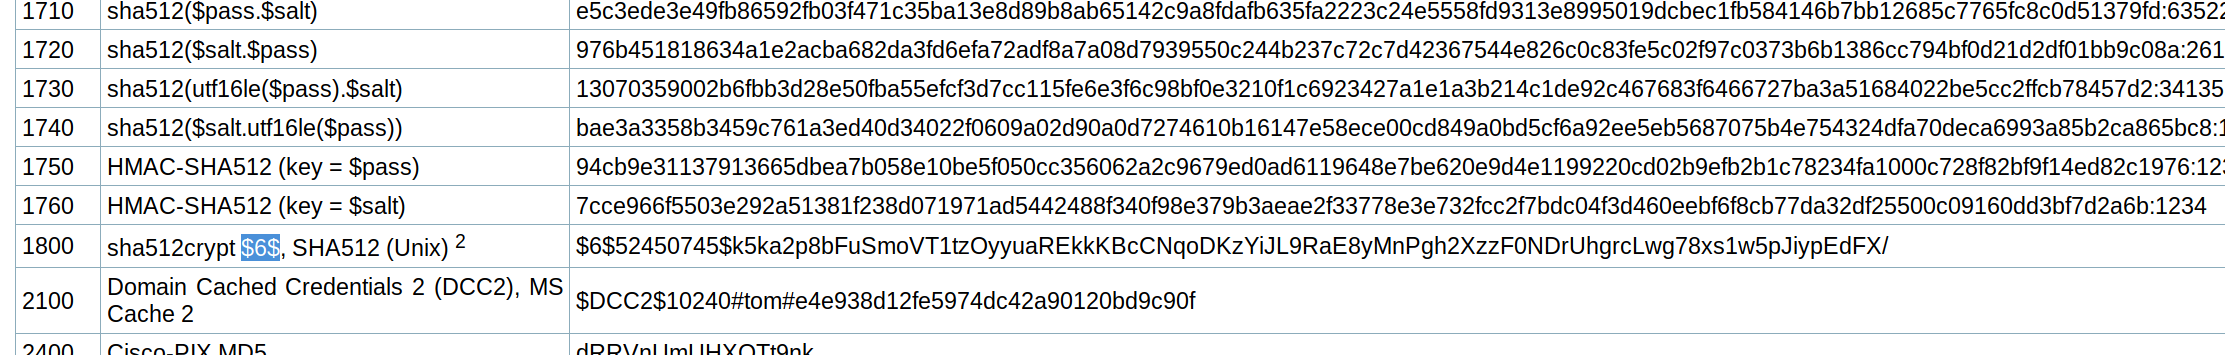 1710 sha512($pass.$salt) e5c3ede3e49fb86592fb03f471c35ba13e8d89b8ab65142c9a8fdafb635fa2223c24e5558fd9313e8995019dcbec1fb584146b7bb12685c7765fc8c0d51379fd:63522
1720 sha512($salt.$pass) 976b451818634a1e2acba682da3fd6efa72adf8a7a08d7939550c244b237c72c7d42367544e826c0c83fe5c02f97c0373b6b1386cc794bf0d21d2df01bb9c08a:261
1730 sha512(utf16le($pass).$salt) 13070359002b6fbb3d28e50fba55efcf3d7cc115fe6e3f6c98bf0e3210f1c6923427a1e1a3b214c1de92c467683f6466727ba3a51684022be5cc2ffcb78457d2:34135
1740 sha512($salt.utf16le($pass)) bae3a3358b3459c761a3ed40d34022f0609a02d90a0d7274610b16147e58ece00cd849a0bd5cf6a92ee5eb5687075b4e754324dfa70deca6993a85b2ca865bc8:1
1750 HMAC-SHA512 (key = $pass) 94cb9e31137913665dbea7b058e10be5f050cc356062a2c9679ed0ad6119648e7be620e9d4e1199220cd02b9efb2b1c78234fa1000c728f82bf9f14ed82c1976:123
1760 HMAC-SHA512 (key = $salt) 7cce966f5503e292a51381f238d071971ad5442488f340f98e379b3aeae2f33778e3e732fcc2f7bdc04f3d460eebf6f8cb77da32df25500c09160dd3bf7d2a6b:1234
1800 sha512crypt $6$, SHA512 (Unix) 2 $6$52450745$k5ka2p8bFuSmoVT1tzOyyuaREkkKBcCNqoDKzYiJL9RaE8yMnPgh2XzzF0NDrUhgrcLwg78xs1w5pJiypEdFX/
2100 Domain Cached Credentials 2 (DCC2), MS
Cache 2 $DCC2$10240#tom#e4e938d12fe5974dc42a90120bd9c90f
2400 Cisco-PIX MD5 dRRVnUmUHXOTt9nk